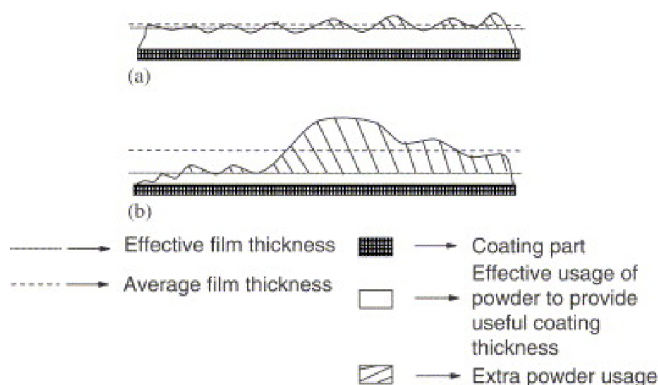 (a)
(b)
Effective film thickness
Average film thickness
Coating part
Effective usage of
powder to provide
useful coating
thickness
Extra powder usage